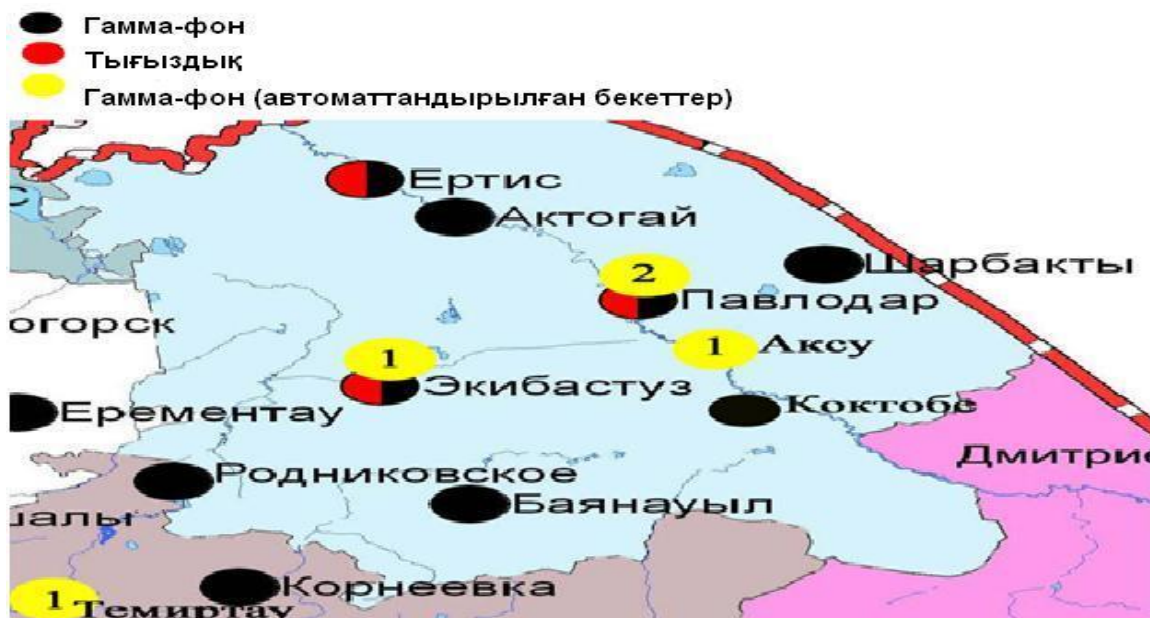 Гамма-фон
Тығыздық
Гамма-фон (автоматтандырылған бекеттер)
С
Ертис
Актогай
Шарбакты
2
Павлодар
огорск
1
Аксу
1
Экибастуз
Ерементау
Коктобе
Дмитрие
Родниковское
Баянауыл
шалы
Корнеевка
1
Темиртау